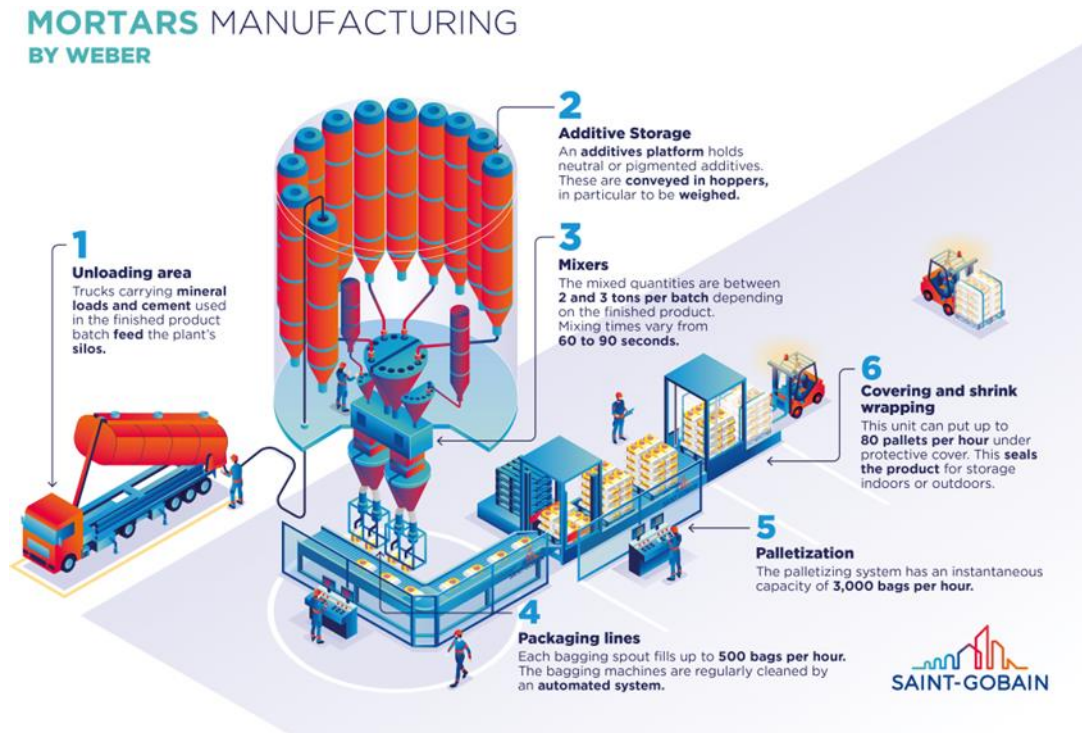 MORTARS MANUFACTURING
BY WEBER
1
Unloading area
Trucks carrying mineral
loads and cement used
in the finished product
batch feed the plant's
silos.
2
Additive Storage
An additives platform holds
neutral or pigmented additives.
These are conveyed in hoppers,
in particular to be weighed.
3
Mixers
The mixed quantities are between
2 and 3 tons per batch depending
on the finished product.
Mixing times vary from
60 to 90 seconds.
4
Packaging lines
Each bagging spout fills up to 500 bags per hour.
The bagging machines are regularly cleaned by
an automated system.
5
Palletization
The palletizing system has an instantaneous
capacity of 3,000 bags per hour.
6
Covering and shrink
wrapping
This unit can put up to
80 pallets per hour under
protective cover. This seals
the product for storage
indoors or outdoors.
SAINT-GOBAIN